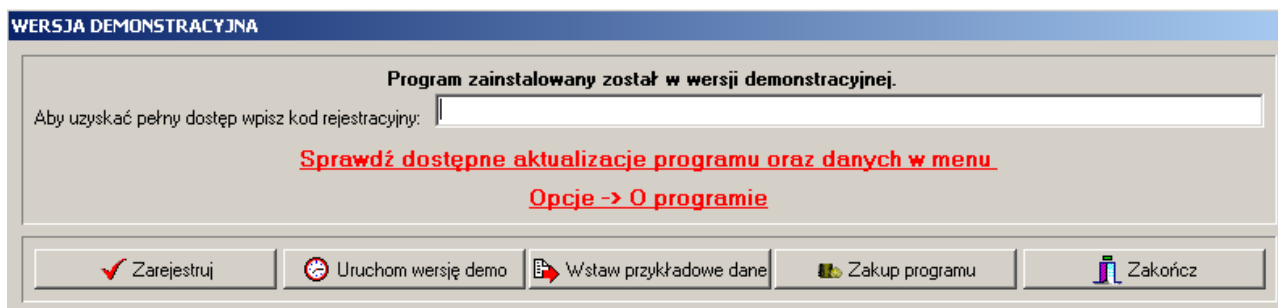 WERSJA DEMONSTRACYJNA
Program zainstalowany został w wersji demonstracyjnej.
Aby uzyskać pełny dostęp wpisz kod rejestracyjny:
Sprawdź dostępne aktualizacje programu oraz danych w menu
Opcje -> O programie
Zarejestruj
Uruchom wersję demo
Wstaw przykładowe dane
Zakup programu
Zakończ